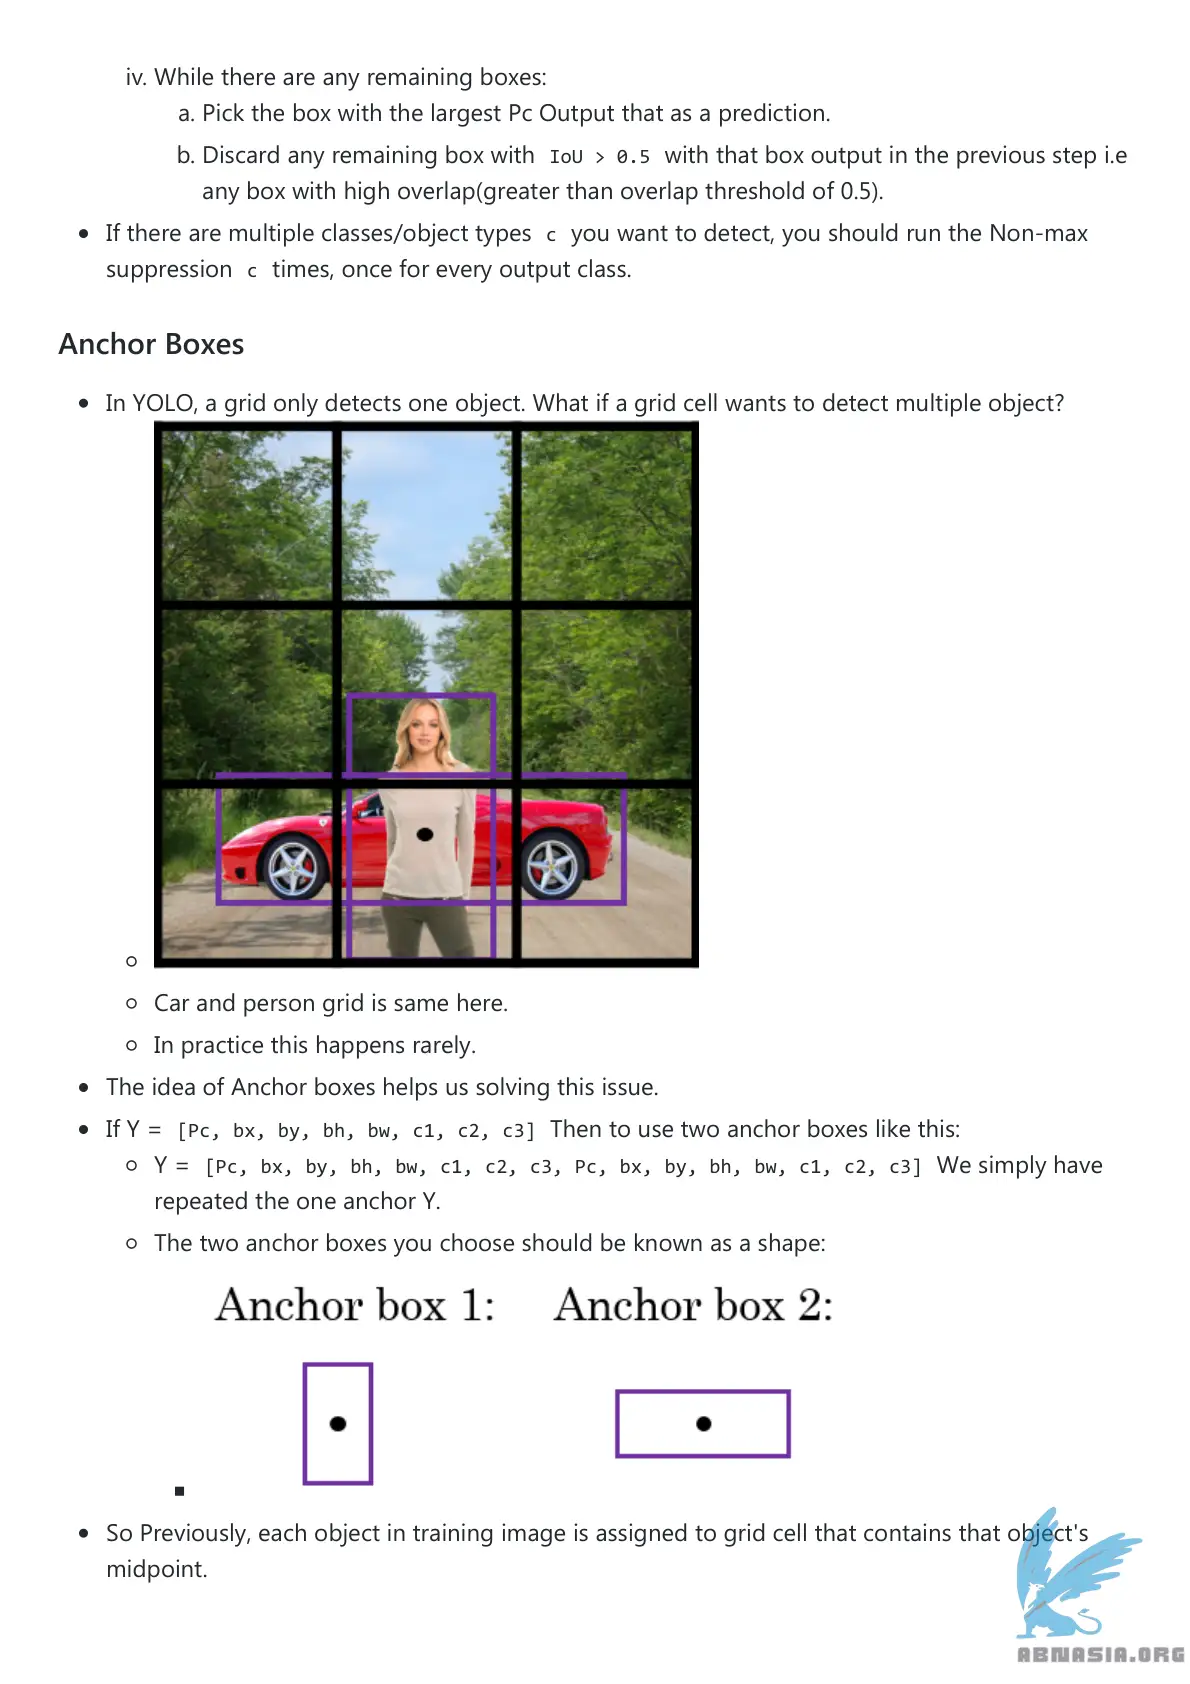 iv. While there are any remaining boxes:
a. Pick the box with the largest Pc Output that as a prediction.
b. Discard any remaining box with IoU > 0.5 with that box output in the previous step i.e
any box with high overlap(greater than overlap threshold of 0.5).
If there are multiple classes/object types c you want to detect, you should run the Non-max
suppression c times, once for every output class.
Anchor Boxes
In YOLO, a grid only detects one object. What if a grid cell wants to detect multiple object?
Car and person grid is same here.
In practice this happens rarely.
The idea of Anchor boxes helps us solving this issue.
If Y = [Pc, bx, by, bh, bw, c1, c2, c3] Then to use two anchor boxes like this:
Y = [Pc, bx, by, bh, bw, c1, c2, c3, Pc, bx, by, bh, bw, c1, c2, c3] We simply have
repeated the one anchor Y.
The two anchor boxes you choose should be known as a shape:
Anchor box 1: Anchor box 2:
So Previously, each object in training image is assigned to grid cell that contains that object's
midpoint.
ABNASIA.ORG